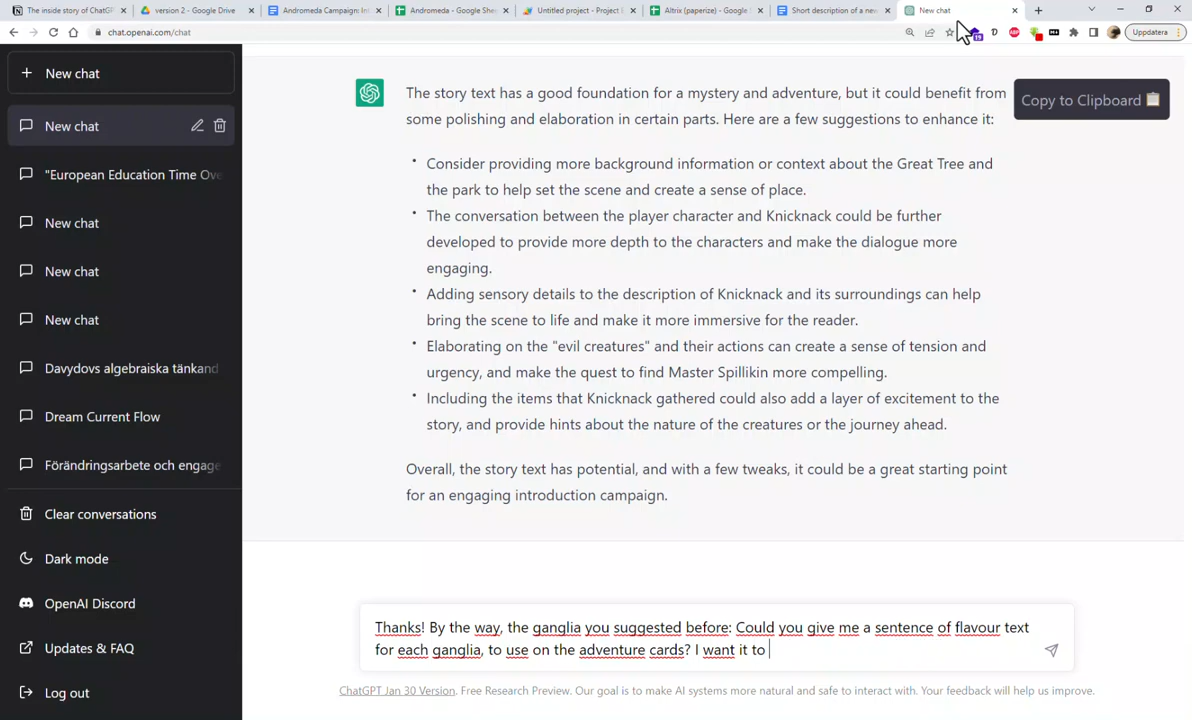 The inside story of ChatG
version 2 - Google Drive
Andromeda Campaign: In
Andromeda - Google She
Untitled project - Project E
Altrix (paperize) - Google S
Short description of a new
New chat
chat.openai.com/chat
19
ABP
Uppdatera
New chat
New chat
"European Education Time Ove
New chat
New chat
New chat
Davydovs algebraiska tänkand
Dream Current Flow
Förändringsarbete och engage
Clear conversations
Dark mode
OpenAI Discord
Updates & FAQ
Log out
The story text has a good foundation for a mystery and adventure, but it could benefit from
some polishing and elaboration in certain parts. Here are a few suggestions to enhance it:
Copy to Clipboard
• Consider providing more background information or context about the Great Tree and
the park to help set the scene and create a sense of place.
• The conversation between the player character and Knicknack could be further
developed to provide more depth to the characters and make the dialogue more
engaging.
• Adding sensory details to the description of Knicknack and its surroundings can help
bring the scene to life and make it more immersive for the reader.
• Elaborating on the "evil creatures" and their actions can create a sense of tension and
urgency, and make the quest to find Master Spillikin more compelling.
• Including the items that Knicknack gathered could also add a layer of excitement to the
story, and provide hints about the nature of the creatures or the journey ahead.
Overall, the story text has potential, and with a few tweaks, it could be a great starting point
for an engaging introduction campaign.
Thanks! By the way, the ganglia you suggested before: Could you give me a sentence of flavour text
for each ganglia, to use on the adventure cards? I want it to
ChatGPT Jan 30 Version. Free Research Preview. Our goal is to make AI systems more natural and safe to interact with. Your feedback will help us improve.